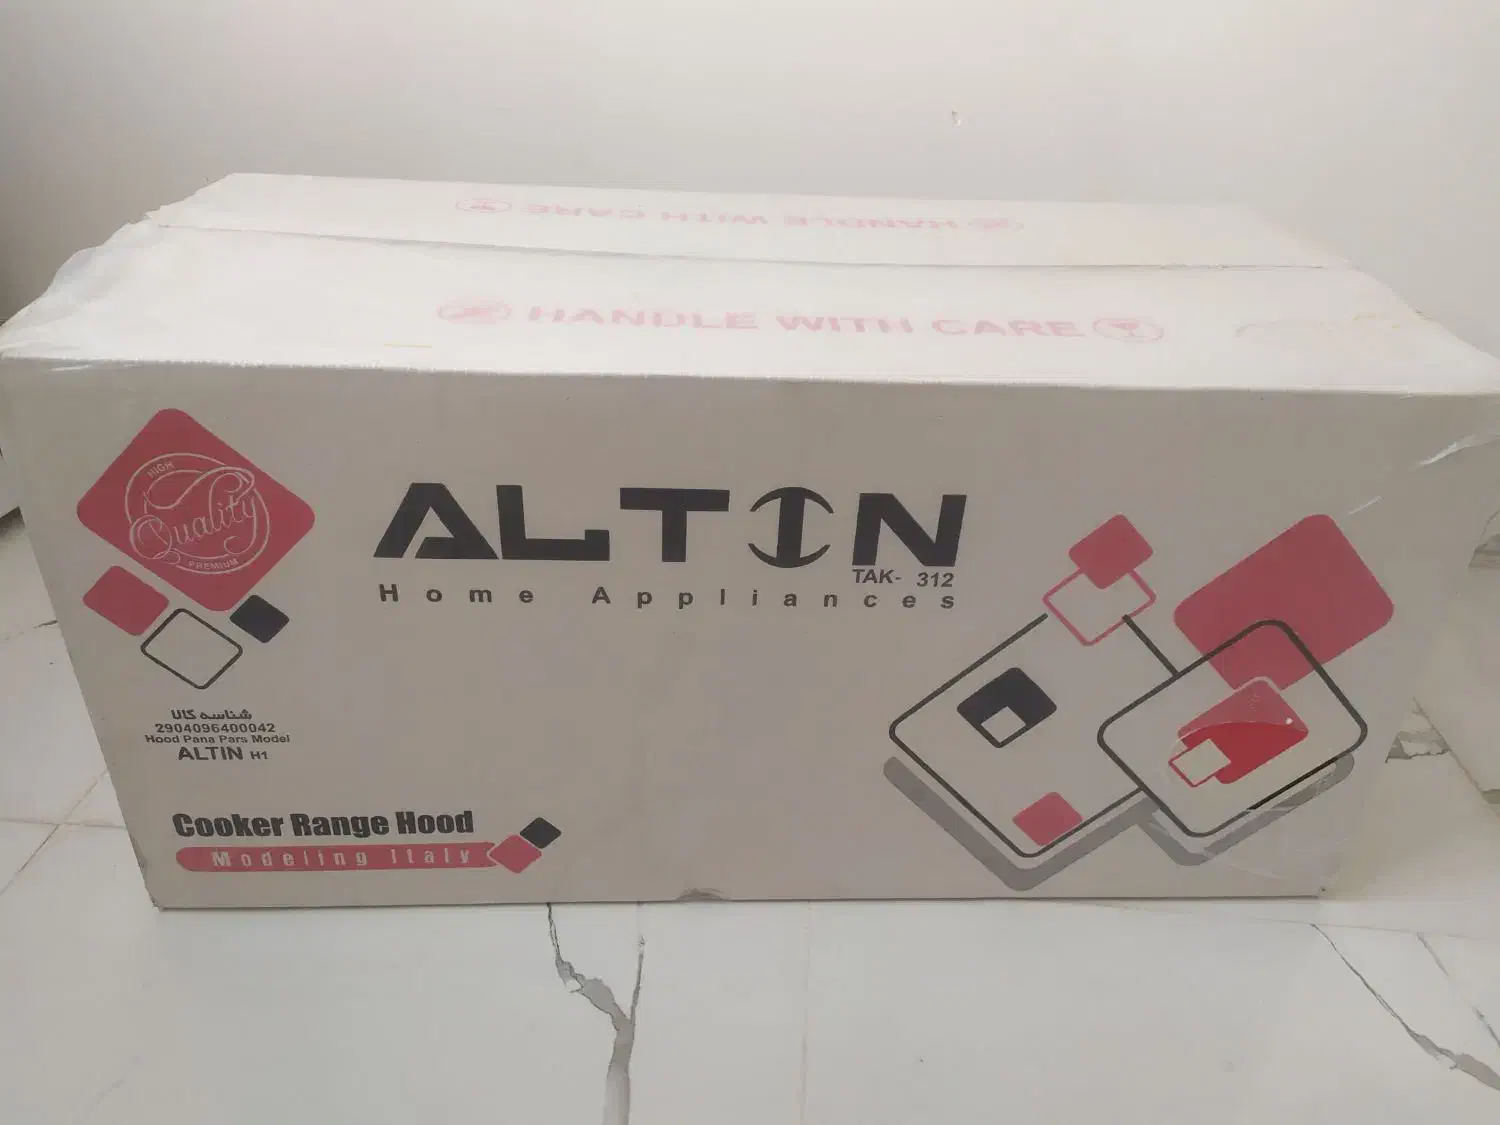 HANDLE WITH CARE
HANDLE WITH CARE
HIGH
Quality
PREMIUM
ALTIN
TAK- 312
Home Appliances
شناسه کالا
2904096400042
Hood Pana Pars Model
ALTIN H1
Cooker Range Hood
Modeling Italy